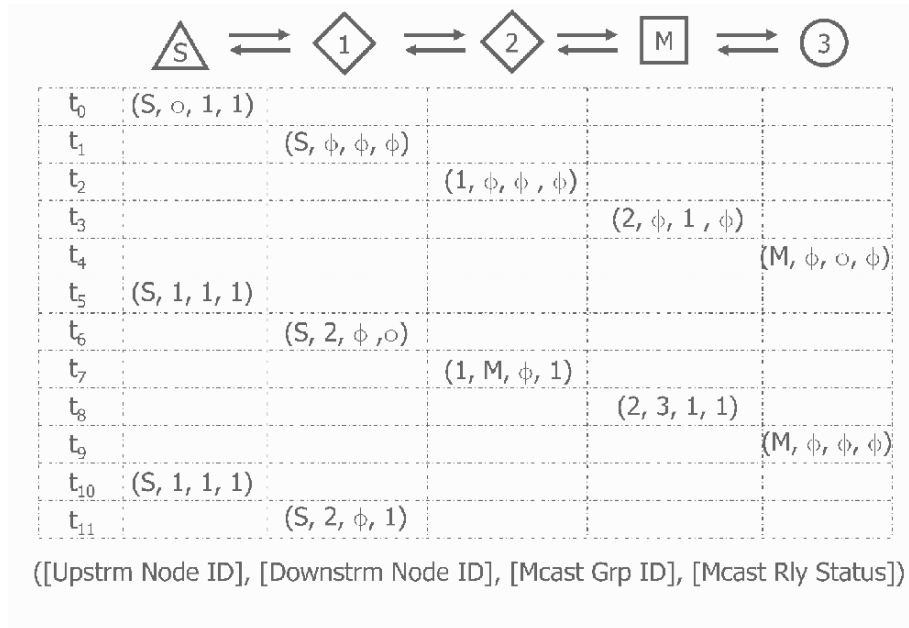 S 1 2 M 3
t₀ (S, ○, 1, 1)
t₁ (S, ϕ, ϕ, ϕ)
t₂ (1, ϕ, ϕ , ϕ)
t₃ (2, ϕ, 1 , ϕ)
t₄ (M, ϕ, ○, ϕ)
t₅ (S, 1, 1, 1)
t₆ (S, 2, ϕ ,○)
t₇ (1, M, ϕ, 1)
t₈ (2, 3, 1, 1)
t₉ (M, ϕ, ϕ, ϕ)
t₁₀ (S, 1, 1, 1)
t₁₁ (S, 2, ϕ, 1)
([Upstrm Node ID], [Downstrm Node ID], [Mcast Grp ID], [Mcast Rly Status])